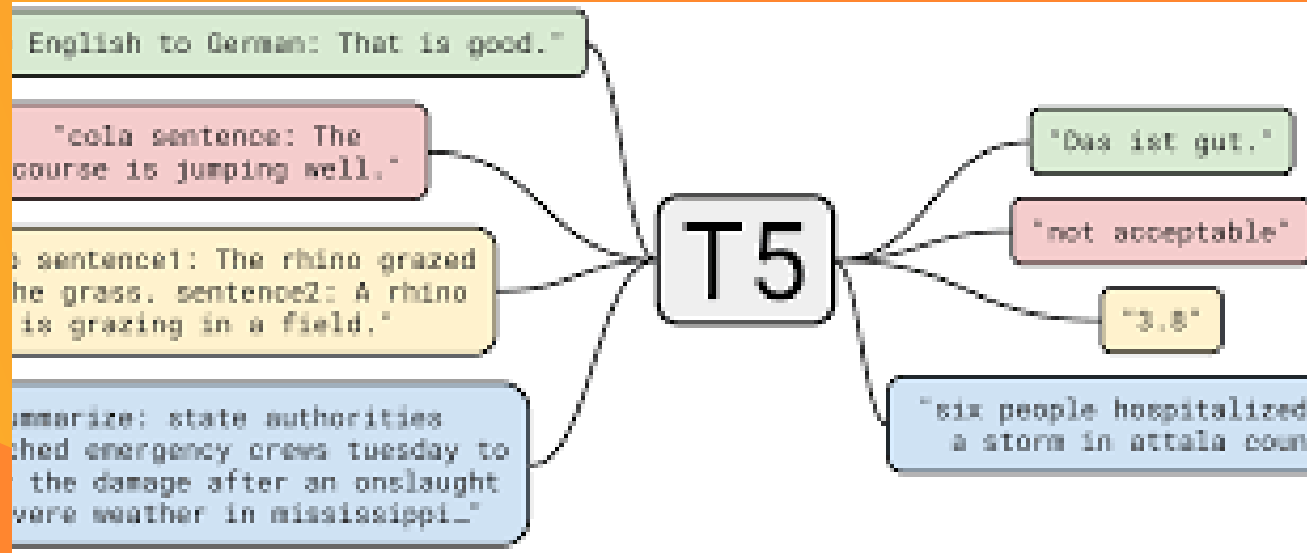 English to German: That is good."
"cola sentence: The
course is jumping well."
sentence1: The rhino grazed
he grass. sentence2: A rhino
is grazing in a field."
ummarize: state authorities
ched emergency crews tuesday to
the damage after an onslaught
vere weather in mississippi…"
T5
"Das ist gut."
"not acceptable"
"3.8"
"six people hospitalized
a storm in attala coun